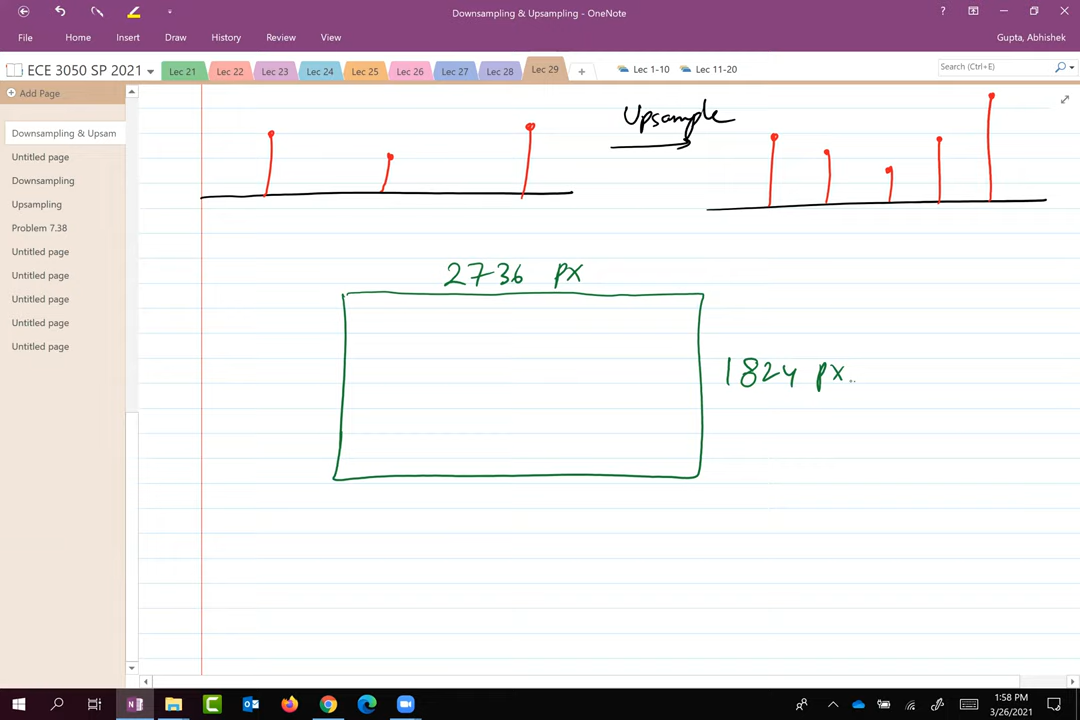 Downsampling & Upsampling - OneNote
?
File Home Insert Draw History Review View
Gupta, Abhishek
ECE 3050 SP 2021
Lec 21 Lec 22 Lec 23 Lec 24 Lec 25 Lec 26 Lec 27 Lec 28 Lec 29 + Lec 1-10 Lec 11-20
Search (Ctrl+E)
Add Page
Downsampling & Upsam
Untitled page
Downsampling
Upsampling
Problem 7.38
Untitled page
Untitled page
Untitled page
Untitled page
Untitled page
Upsample
2736 px
1824 px
1:58 PM
3/26/2021